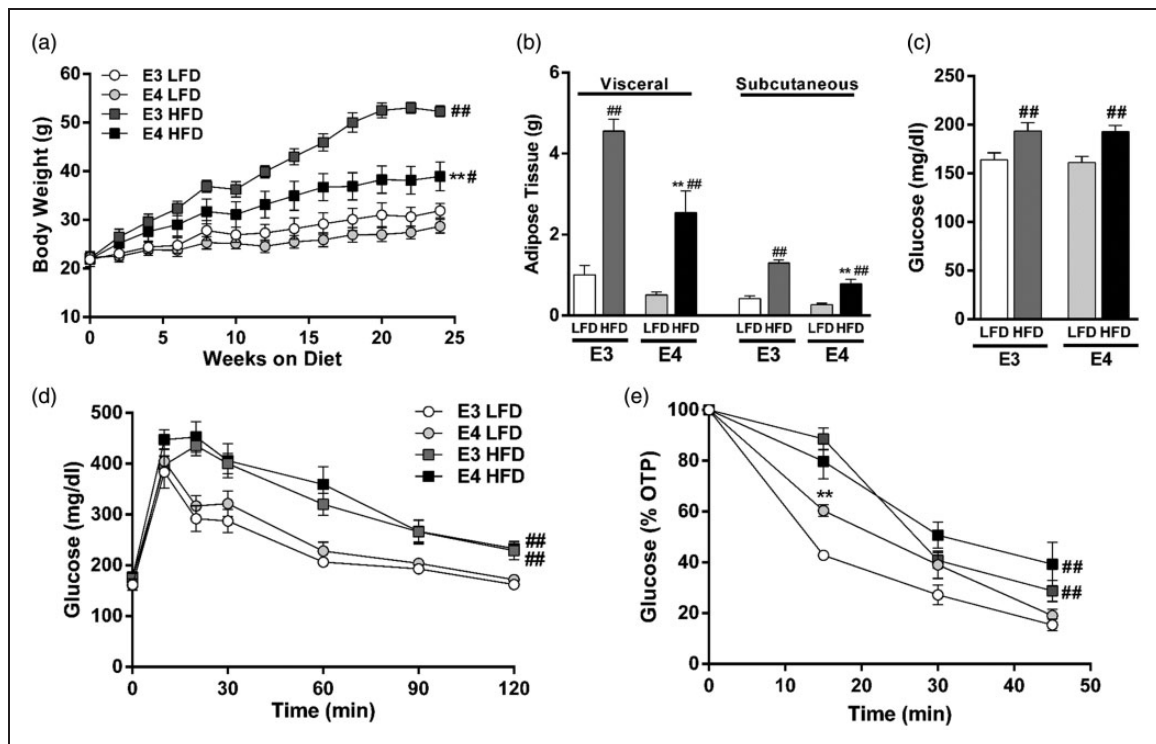 (a)
Body Weight (g)
60
50
40
30
20
10
E3 LFD
E4 LFD
E3 HFD
E4 HFD
##
**#
0 5 10 15 20 25
Weeks on Diet
(b)
Adipose Tissue (g)
6
4
2
0
Visceral Subcutaneous
##
** ##
##
** ##
LFD HFD LFD HFD LFD HFD LFD HFD
E3 E4 E3 E4
(c)
Glucose (mg/dl)
250
200
150
100
50
0
## ##
LFD HFD LFD HFD
E3 E4
(d)
Glucose (mg/dl)
500
400
300
200
100
0
E3 LFD
E4 LFD
E3 HFD
E4 HFD
##
##
0 30 60 90 120
Time (min)
(e)
Glucose (% OTP)
100
80
60
40
20
0
**
##
##
0 10 20 30 40 50
Time (min)